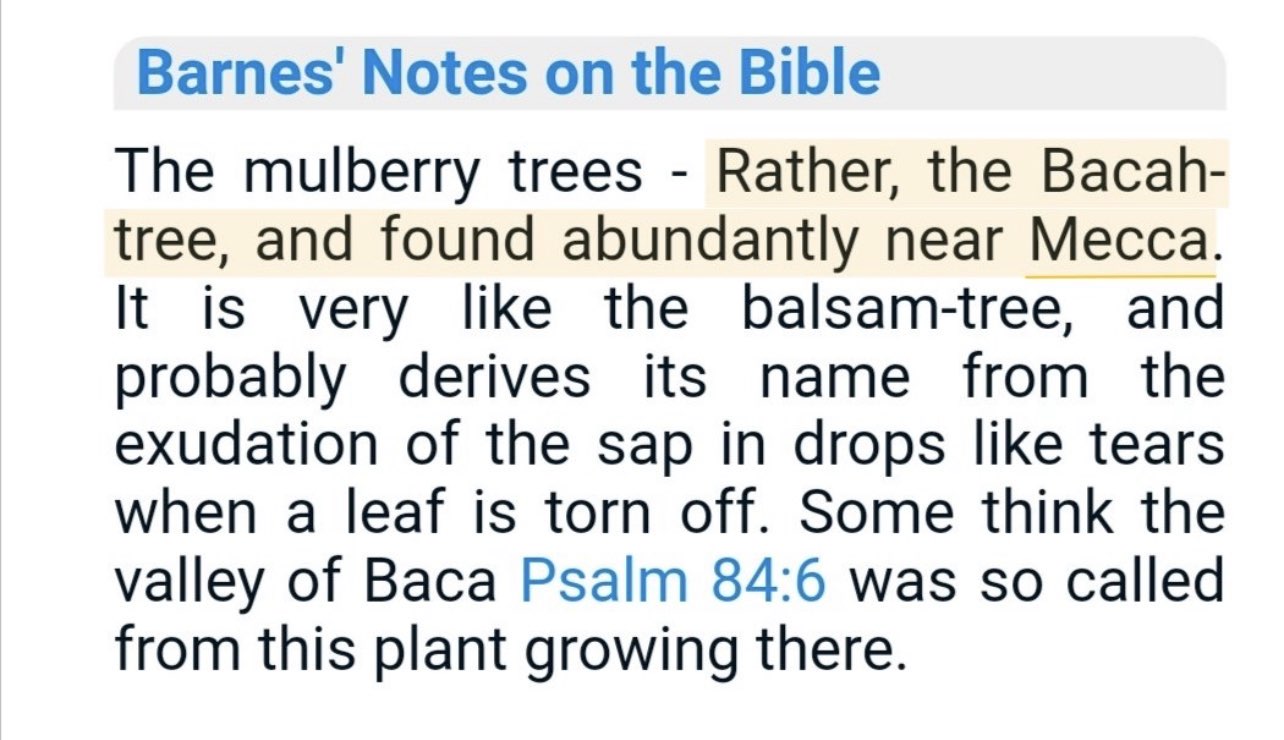 Barnes' Notes on the Bible
The mulberry trees - Rather, the Bacah-
tree, and found abundantly near Mecca.
It is very like the balsam-tree, and
probably derives its name from the
exudation of the sap in drops like tears
when a leaf is torn off. Some think the
valley of Baca Psalm 84:6 was so called
from this plant growing there.